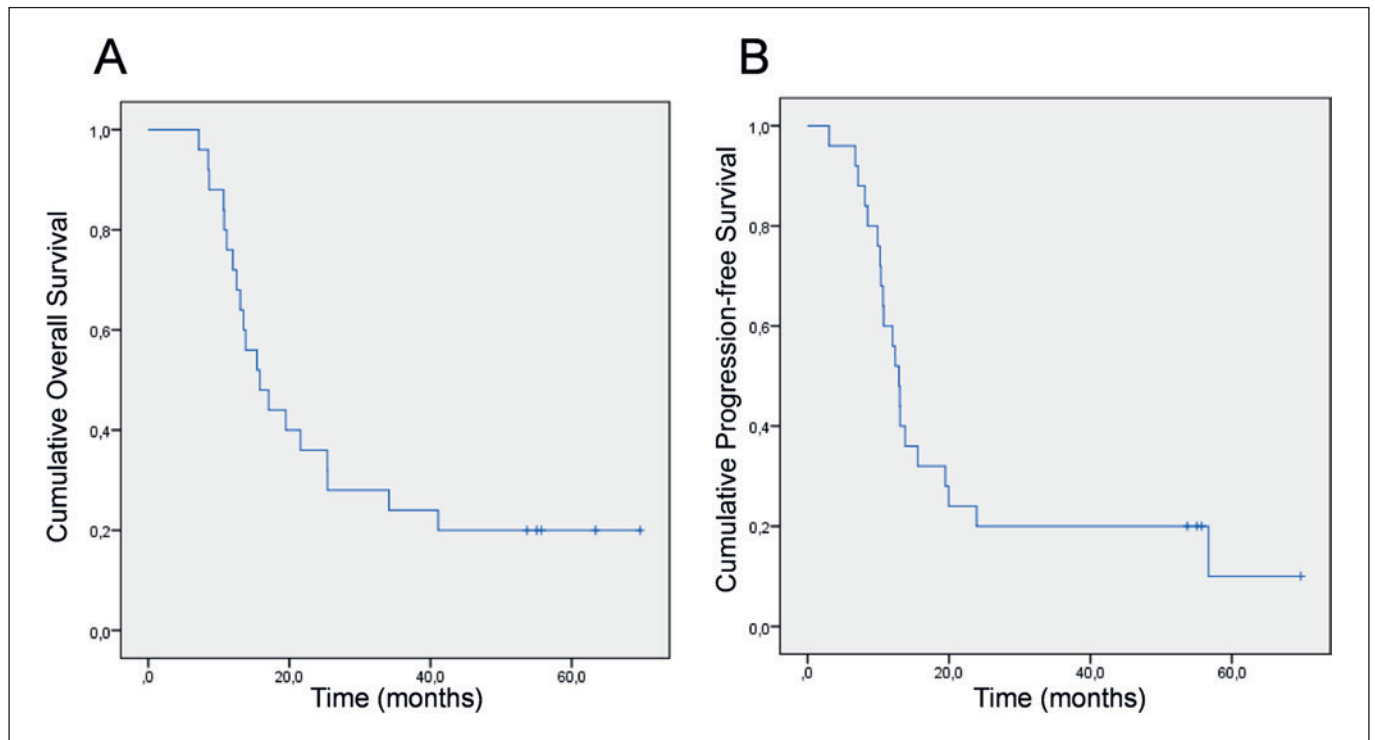 A
Cumulative Overall Survival
1,0
0,8
0,6
0,4
0,2
0,0
,0 20,0 40,0 60,0
Time (months)
B
Cumulative Progression-free Survival
1,0
0,8
0,6
0,4
0,2
0,0
,0 20,0 40,0 60,0
Time (months)